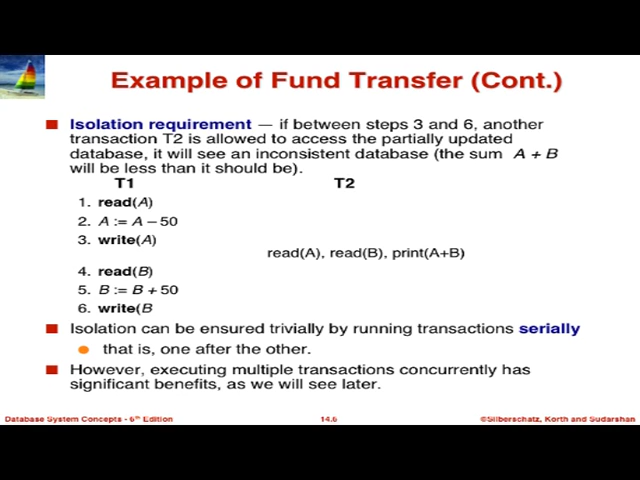 Example of Fund Transfer (Cont.)
Isolation requirement — if between steps 3 and 6, another
transaction T2 is allowed to access the partially updated
database, it will see an inconsistent database (the sum A + B
will be less than it should be).
T1 T2
1. read(A)
2. A := A – 50
3. write(A)
read(A), read(B), print(A+B)
4. read(B)
5. B := B + 50
6. write(B
Isolation can be ensured trivially by running transactions serially
that is, one after the other.
However, executing multiple transactions concurrently has
significant benefits, as we will see later.
Database System Concepts - 6th Edition 14.6 ©Silberschatz, Korth and Sudarshan